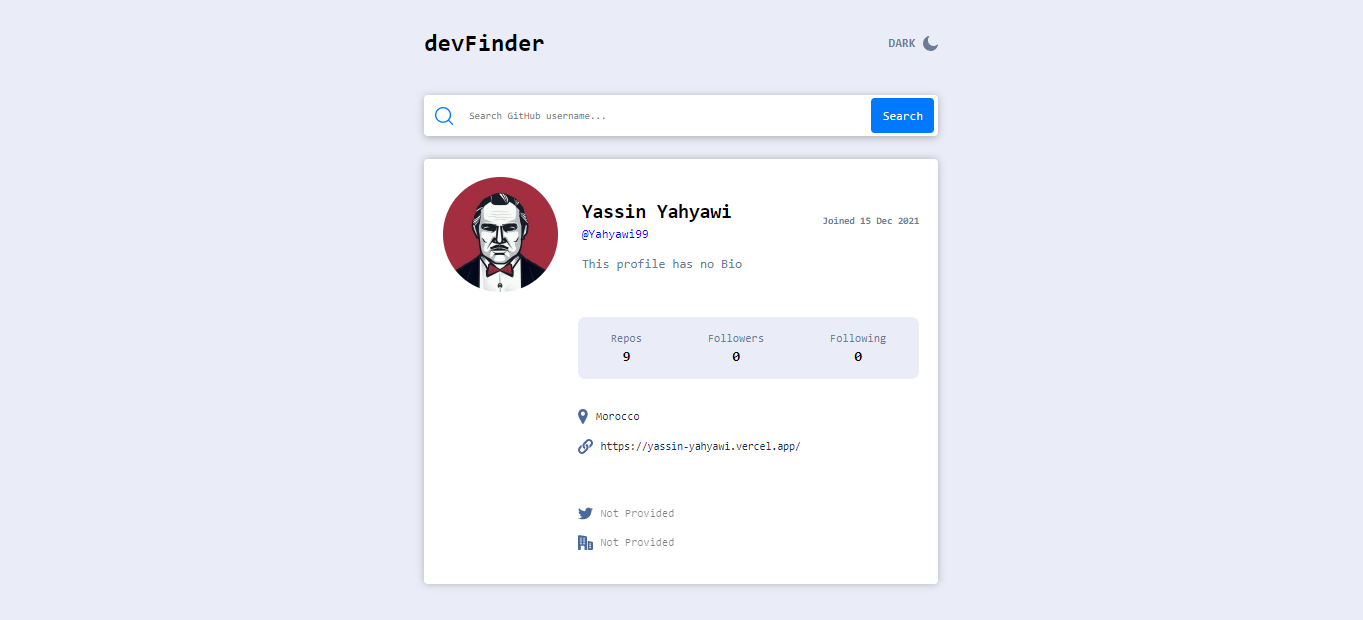 devFinder
DARK
Search GitHub username...
Search
Yassin Yahyawi
Joined 15 Dec 2021
@Yahyawi99
This profile has no Bio
Repos
Followers
Following
9
0
0
Morocco
https://yassin-yahyawi.vercel.app/
Not Provided
Not Provided